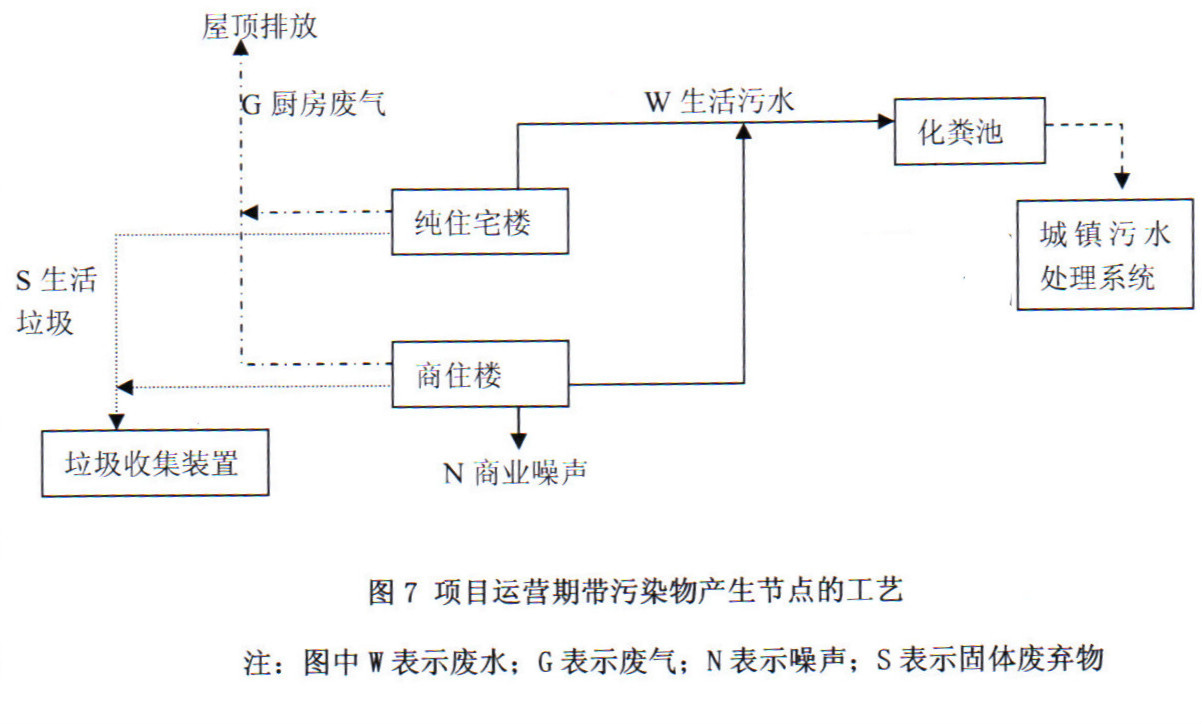 屋顶排放
G 厨房废气
W 生活污水
化粪池
纯住宅楼
城镇污水
处理系统
S 生活
垃圾
商住楼
垃圾收集装置
N 商业噪声
图 7 项目运营期带污染物产生节点的工艺
注：图中 W 表示废水；G 表示废气；N 表示噪声；S 表示固体废弃物